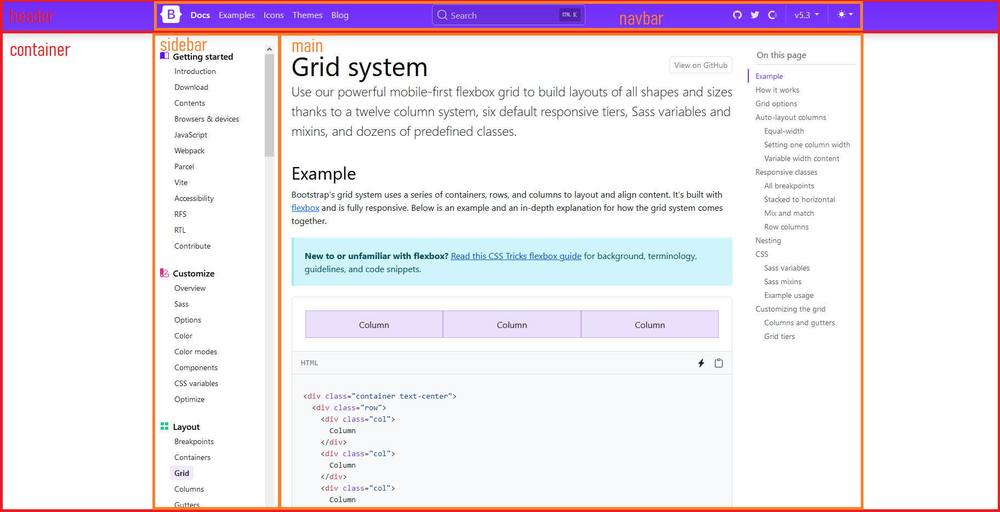 header
B Docs Examples Icons Themes Blog Search CTRL K navbar v5.3
container
sidebar
Getting started
Introduction
Download
Contents
Browsers & devices
JavaScript
Webpack
Parcel
Vite
Accessibility
RFS
RTL
Contribute
Customize
Overview
Sass
Options
Color
Color modes
Components
CSS variables
Optimize
Layout
Breakpoints
Containers
Grid
Columns
Gutters
main
Grid system
View on GitHub
Use our powerful mobile-first flexbox grid to build layouts of all shapes and sizes
thanks to a twelve column system, six default responsive tiers, Sass variables and
mixins, and dozens of predefined classes.
Example
Bootstrap’s grid system uses a series of containers, rows, and columns to layout and align content. It’s built with
flexbox and is fully responsive. Below is an example and an in-depth explanation for how the grid system comes
together.
New to or unfamiliar with flexbox? Read this CSS Tricks flexbox guide for background, terminology,
guidelines, and code snippets.
Column Column Column
HTML
<div class="container text-center">
<div class="row">
<div class="col">
Column
</div>
<div class="col">
Column
</div>
<div class="col">
Column
On this page
Example
How it works
Grid options
Auto-layout columns
Equal-width
Setting one column width
Variable width content
Responsive classes
All breakpoints
Stacked to horizontal
Mix and match
Row columns
Nesting
CSS
Sass variables
Sass mixins
Example usage
Customizing the grid
Columns and gutters
Grid tiers